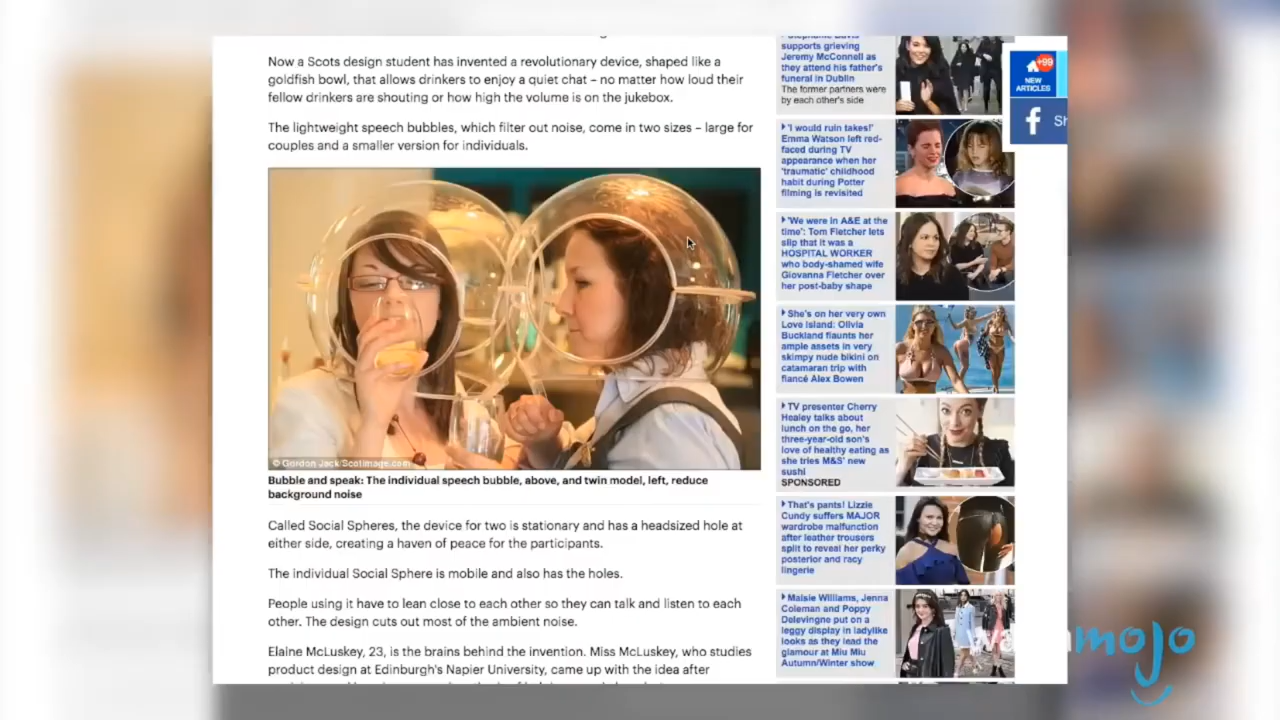 Now a Scots design student has invented a revolutionary device, shaped like a
goldfish bowl, that allows drinkers to enjoy a quiet chat – no matter how loud their
fellow drinkers are shouting or how high the volume is on the jukebox.
The lightweight speech bubbles, which filter out noise, come in two sizes – large for
couples and a smaller version for individuals.
© Gordon Jack/Scotimage.com
Bubble and speak: The individual speech bubble, above, and twin model, left, reduce
background noise
Called Social Spheres, the device for two is stationary and has a headsized hole at
either side, creating a haven of peace for the participants.
The individual Social Sphere is mobile and also has the holes.
People using it have to lean close to each other so they can talk and listen to each
other. The design cuts out most of the ambient noise.
Elaine McLuskey, 23, is the brains behind the invention. Miss McLuskey, who studies
product design at Edinburgh's Napier University, came up with the idea after
Stephanie Davis
supports grieving
Jeremy McConnell as
they attend his father's
funeral in Dublin
The former partners were
by each other's side
'I would ruin takes!'
Emma Watson left red-
faced during TV
appearance when her
'traumatic' childhood
habit during Potter
filming is revisited
'We were in A&E at the
time': Tom Fletcher lets
slip that it was a
HOSPITAL WORKER
who body-shamed wife
Giovanna Fletcher over
her post-baby shape
She's on her very own
Love Island: Olivia
Buckland flaunts her
ample assets in very
skimpy nude bikini on
catamaran trip with
fiancé Alex Bowen
TV presenter Cherry
Healey talks about
lunch on the go, her
three-year-old son's
love of healthy eating as
she tries M&S' new
sushi
SPONSORED
That's pants! Lizzie
Cundy suffers MAJOR
wardrobe malfunction
after leather trousers
split to reveal her perky
posterior and racy
lingerie
Maisie Williams, Jenna
Coleman and Poppy
Delevingne put on a
leggy display in ladylike
looks as they lead the
glamour at Miu Miu
Autumn/Winter show
+99
NEW
ARTICLES
f Sh
watchmojo